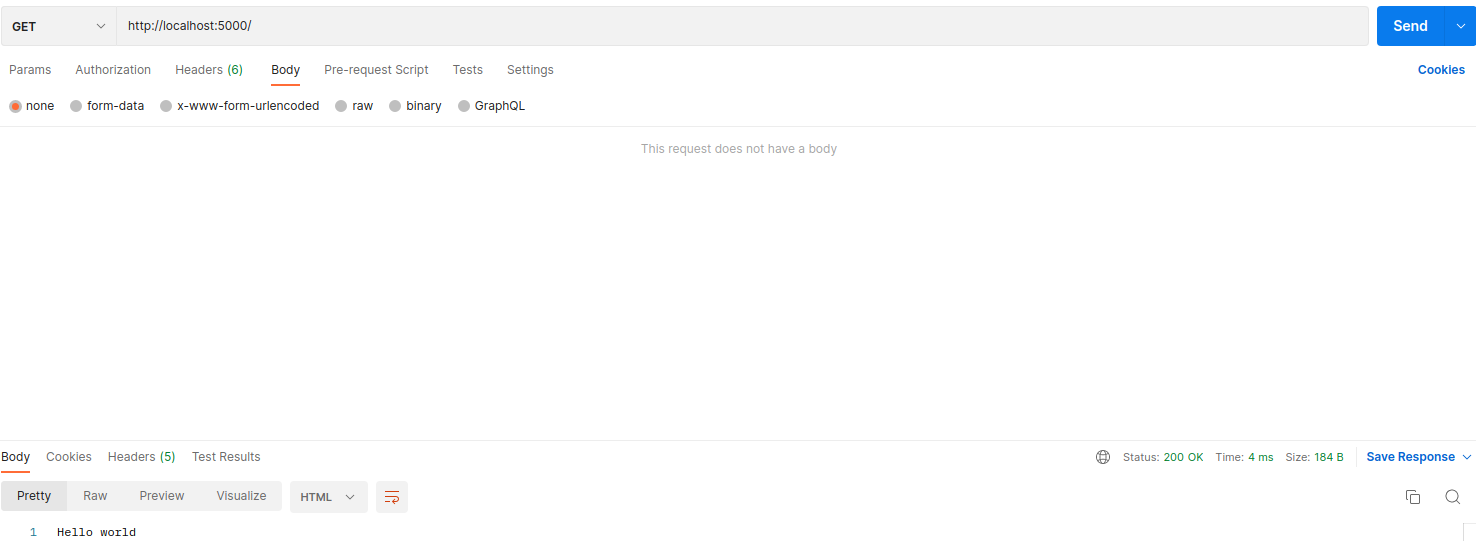 GET http://localhost:5000/ Send
Params Authorization Headers (6) Body Pre-request Script Tests Settings Cookies
none form-data x-www-form-urlencoded raw binary GraphQL
This request does not have a body
Body Cookies Headers (5) Test Results Status: 200 OK Time: 4 ms Size: 184 B Save Response
Pretty Raw Preview Visualize HTML
1 Hello world